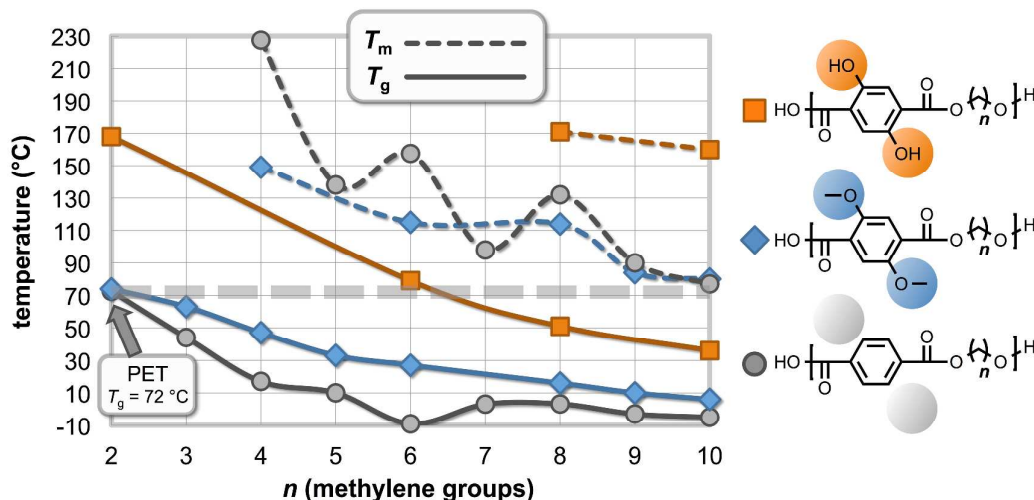 230
210
190
170
150
130
110
90
70
50
30
10
-10
temperature (°C)
2 3 4 5 6 7 8 9 10
n (methylene groups)
Tm
Tg
PET
Tg = 72 °C
HO
HO O O O n O H
OH
O
HO O O O n O H
O
HO O O O n O H